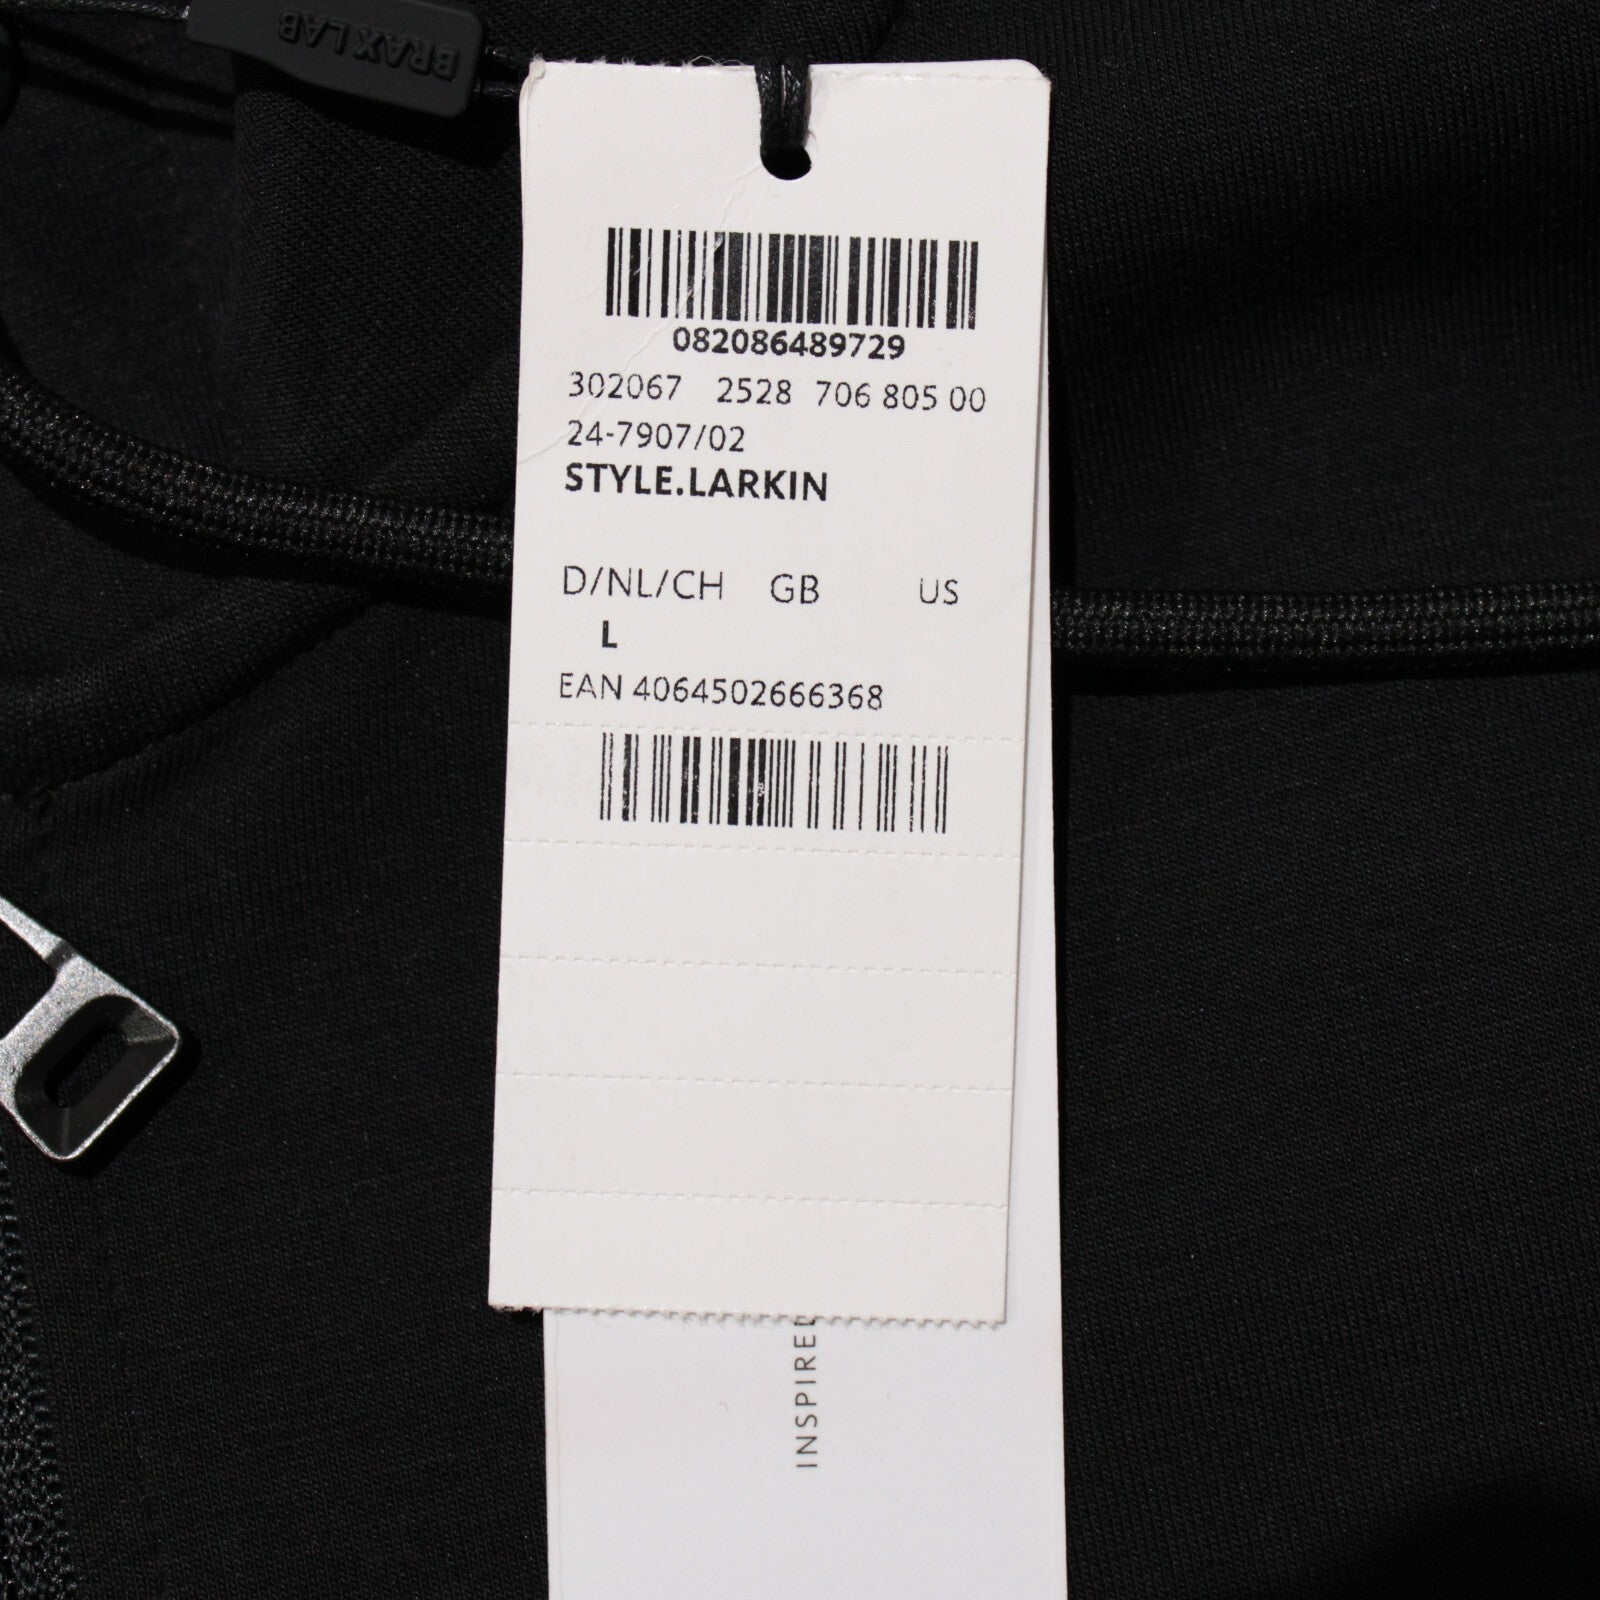 BRAX LAB
082086489729
302067 2528 706 805 00
24-7907/02
STYLE.LARKIN
D/NL/CH GB US
L
EAN 4064502666368
INSPIRED